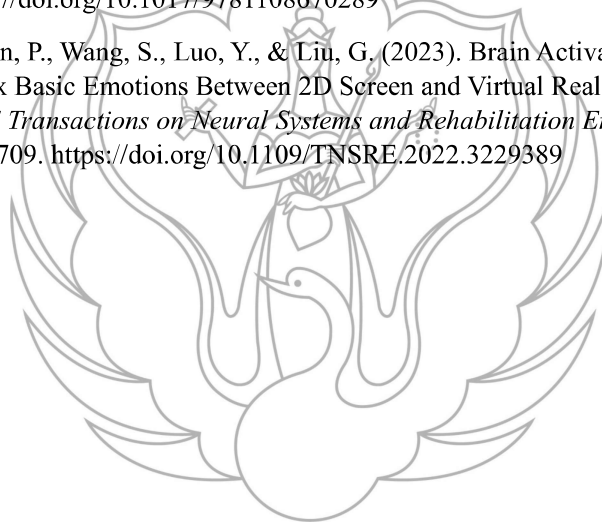 //doi.org/10.1017/9781108670289
n, P., Wang, S., Luo, Y., & Liu, G. (2023). Brain Activa
x Basic Emotions Between 2D Screen and Virtual Real
Transactions on Neural Systems and Rehabilitation E
709. https://doi.org/10.1109/TNSRE.2022.3229389